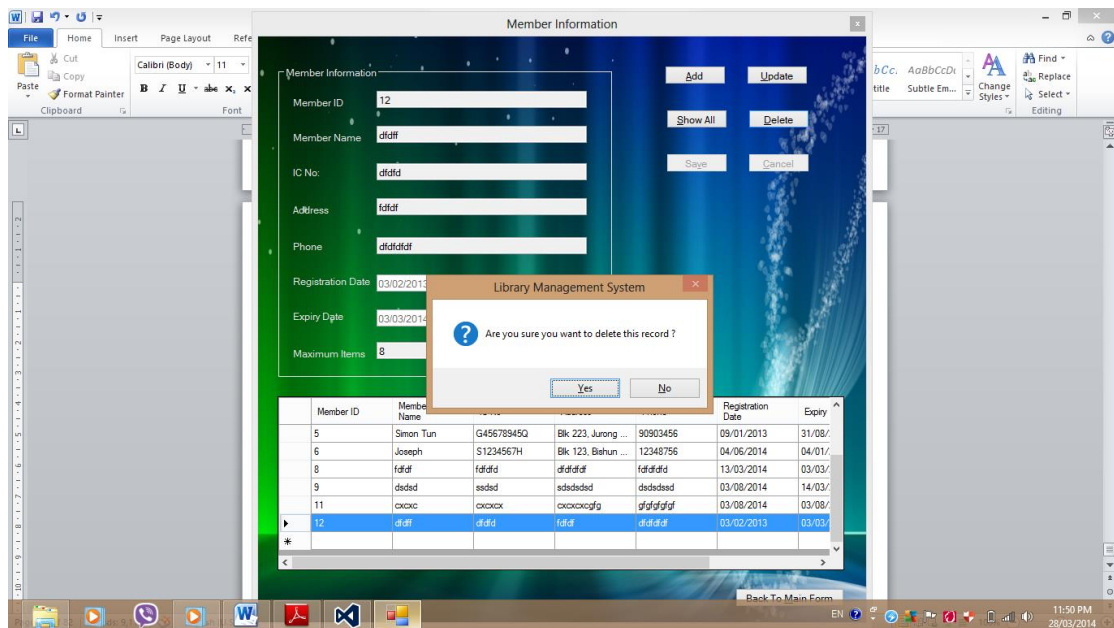 Member Information
File Home Insert Page Layout Refe
Cut
Copy
Format Painter
Paste
Clipboard
Calibri (Body) 11
B I U abc x, x
Font
AaBbCcDc
title Subtle Em...
Change Styles
Find
Replace
Select
Editing
17
Member Information
Member ID 12
Member Name dfdff
IC No: dfdfd
Address fdfdf
Phone dfdfdfdf
Registration Date 03/02/2013
Expiry Date 03/03/2014
Maximum Items 8
Add Update
Show All Delete
Save Cancel
Library Management System
Are you sure you want to delete this record ?
Yes No
Member ID Name Registration Date Expiry
5 Simon Tun G45678945Q Blk 223, Jurong ... 90903456 09/01/2013 31/08/
6 Joseph S1234567H Blk 123, Bishun ... 12348756 04/06/2014 04/01/
8 fdfdf fdfdfd dfdfdfdf fdfdfdfd 13/03/2014 03/03/
9 dsdsd ssdsd sdsdsdsd dsdsdssd 03/08/2014 14/03/
11 cxcxc cxcxcx cxcxcxcgfg gfgfgfgf 03/08/2014 03/08/
12 dfdff dfdfd fdfdf dfdfdfdf 03/02/2013 03/03/
Back To Main Form
EN
11:50 PM
28/03/2014